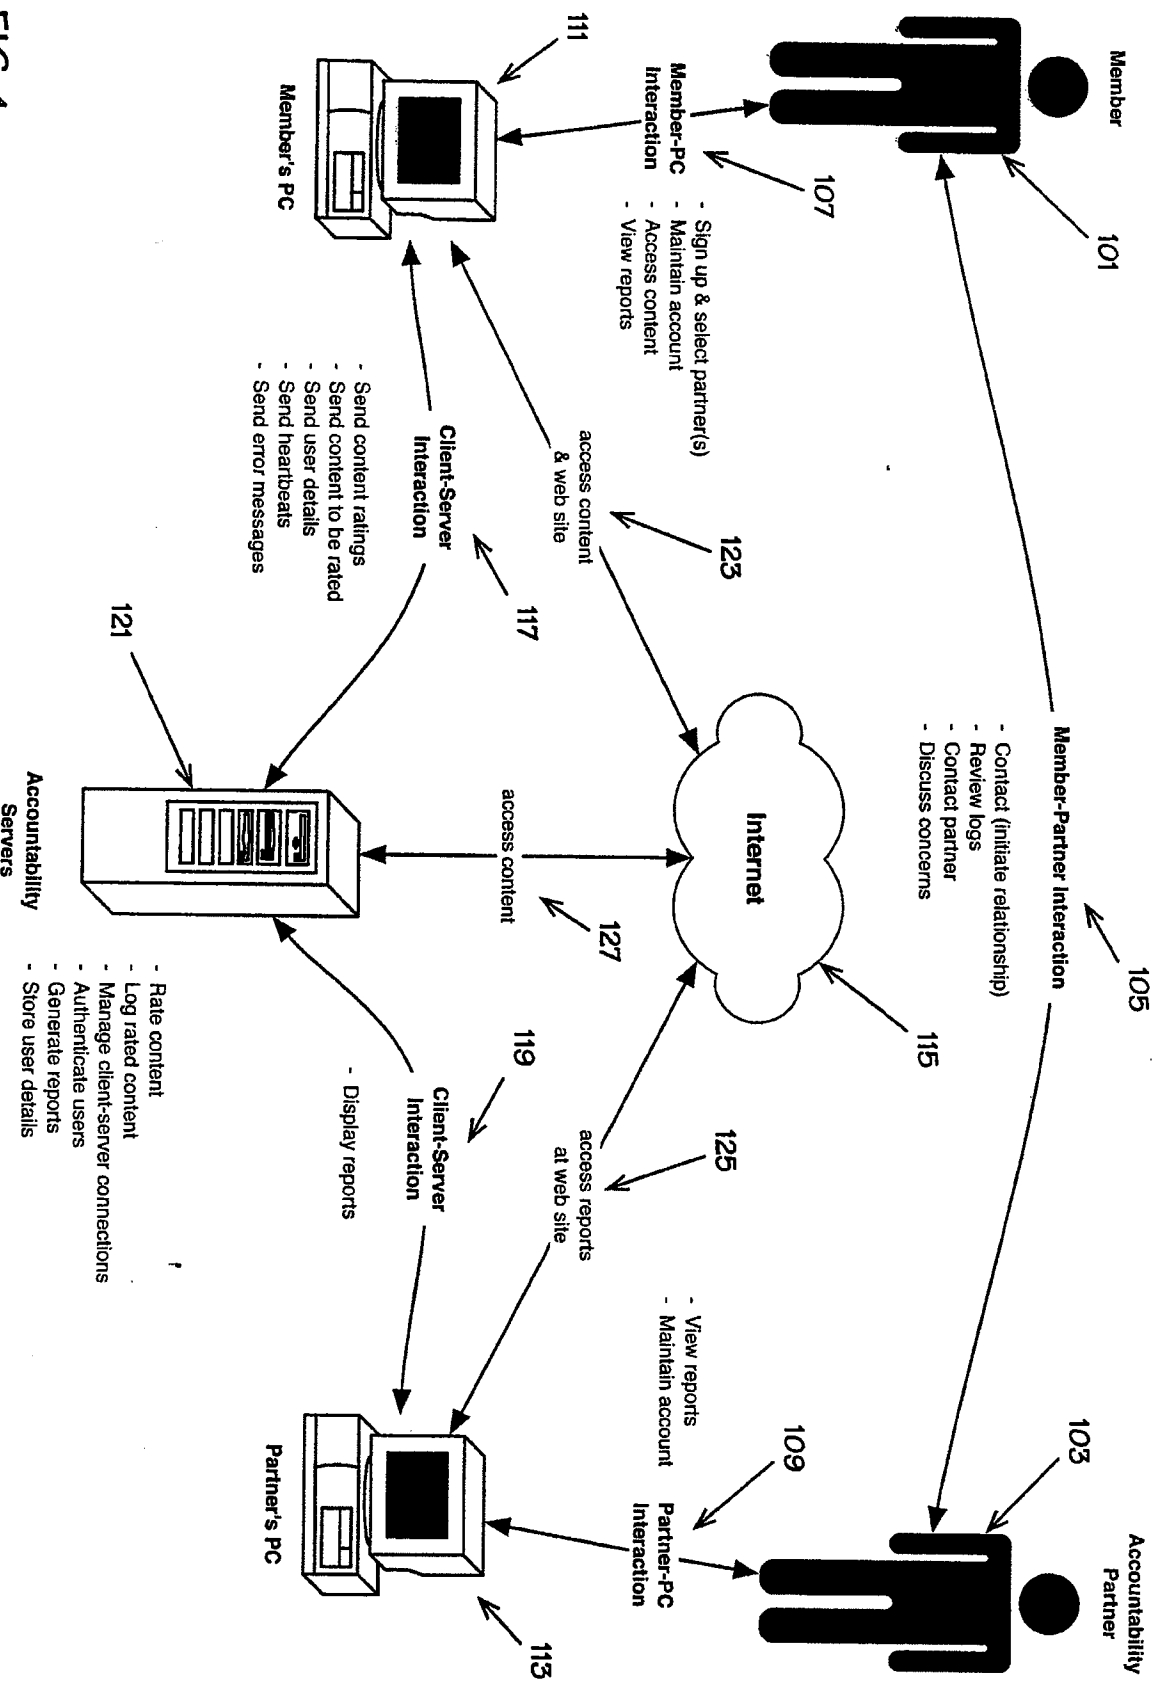 Member
101
Member-Partner Interaction
105
- Contact (initiate relationship)
- Review logs
- Contact partner
- Discuss concerns
Accountability
Partner
103
Member-PC
Interaction
107
- Sign up & select partner(s)
- Maintain account
- Access content
- View reports
Internet
115
- View reports
- Maintain account
109
Partner-PC
Interaction
111
Member's PC
access content
& web site
123
access content
127
access reports
at web site
125
113
Partner's PC
Client-Server
Interaction
117
- Send content ratings
- Send content to be rated
- Send user details
- Send heartbeats
- Send error messages
119
Client-Server
Interaction
- Display reports
121
Accountability
Servers
- Rate content
- Log rated content
- Manage client-server connections
- Authenticate users
- Generate reports
- Store user details